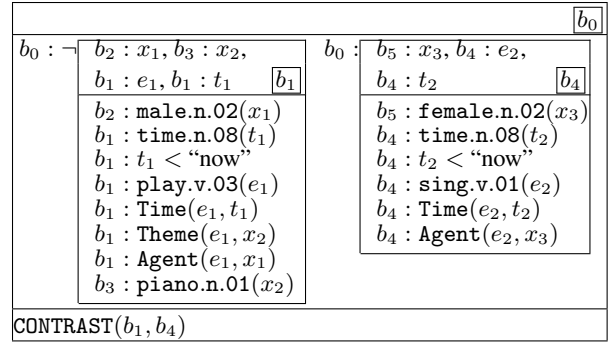 b₀
b₀ : ¬ b₂ : x₁, b₃ : x₂, b₀ : b₅ : x₃, b₄ : e₂,
b₁ : e₁, b₁ : t₁ b₁ b₄ : t₂ b₄
b₂ : male.n.02(x₁) b₅ : female.n.02(x₃)
b₁ : time.n.08(t₁) b₄ : time.n.08(t₂)
b₁ : t₁ < “now” b₄ : t₂ < “now”
b₁ : play.v.03(e₁) b₄ : sing.v.01(e₂)
b₁ : Time(e₁, t₁) b₄ : Time(e₂, t₂)
b₁ : Theme(e₁, x₂) b₄ : Agent(e₂, x₃)
b₁ : Agent(e₁, x₁)
b₃ : piano.n.01(x₂)
CONTRAST(b₁, b₄)